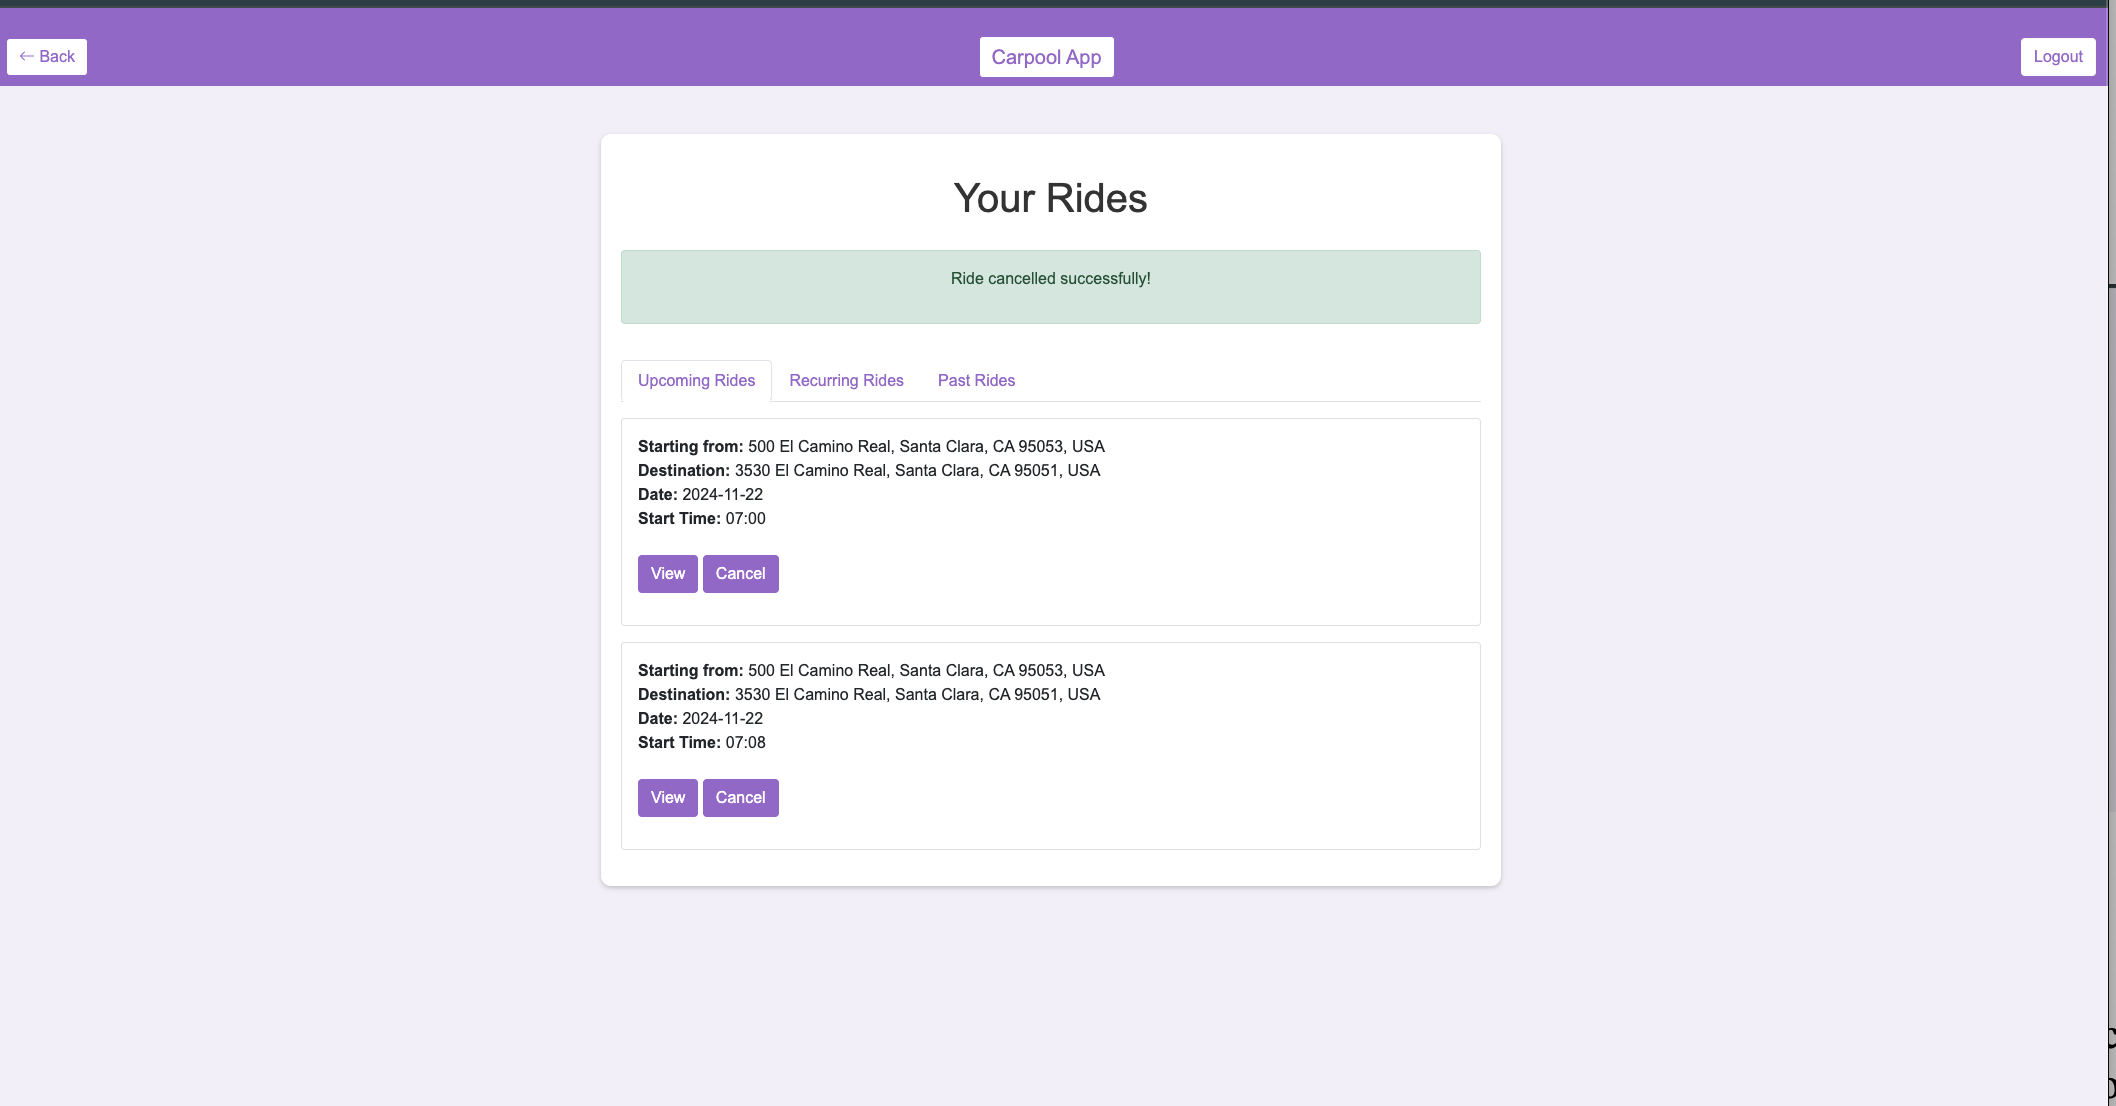 ← Back
Carpool App
Logout
Your Rides
Ride cancelled successfully!
Upcoming Rides
Recurring Rides
Past Rides
Starting from: 500 El Camino Real, Santa Clara, CA 95053, USA
Destination: 3530 El Camino Real, Santa Clara, CA 95051, USA
Date: 2024-11-22
Start Time: 07:00
View
Cancel
Starting from: 500 El Camino Real, Santa Clara, CA 95053, USA
Destination: 3530 El Camino Real, Santa Clara, CA 95051, USA
Date: 2024-11-22
Start Time: 07:08
View
Cancel